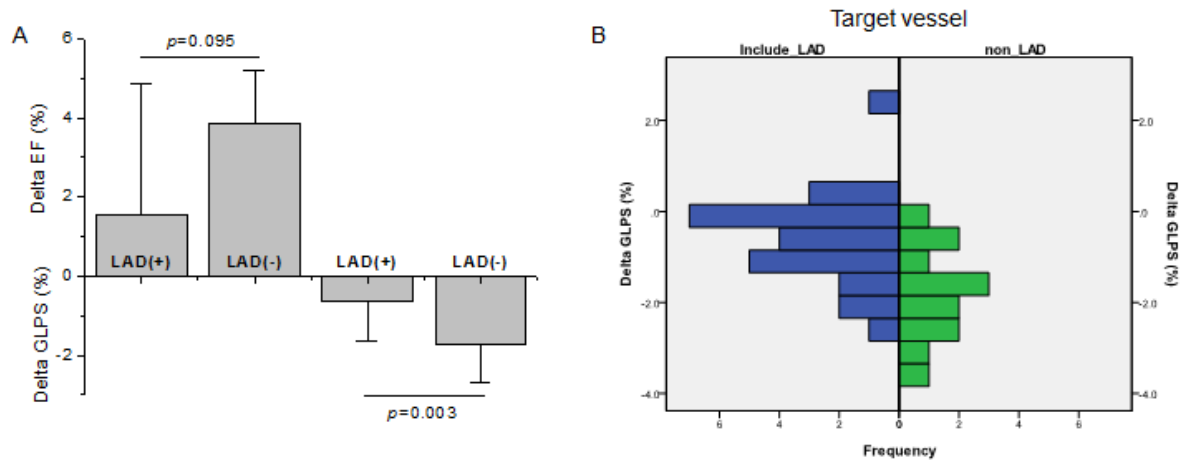 A
Delta EF (%)
Delta GLPS (%)
6
4
2
0
-2
p=0.095
LAD(+)
LAD(-)
LAD(+)
LAD(-)
p=0.003
B
Target vessel
Include_LAD
non_LAD
Delta GLPS (%)
2.0
.0
-2.0
-4.0
2.0
.0
-2.0
-4.0
Delta GLPS (%)
6 4 2 0 0 2 4 6
Frequency